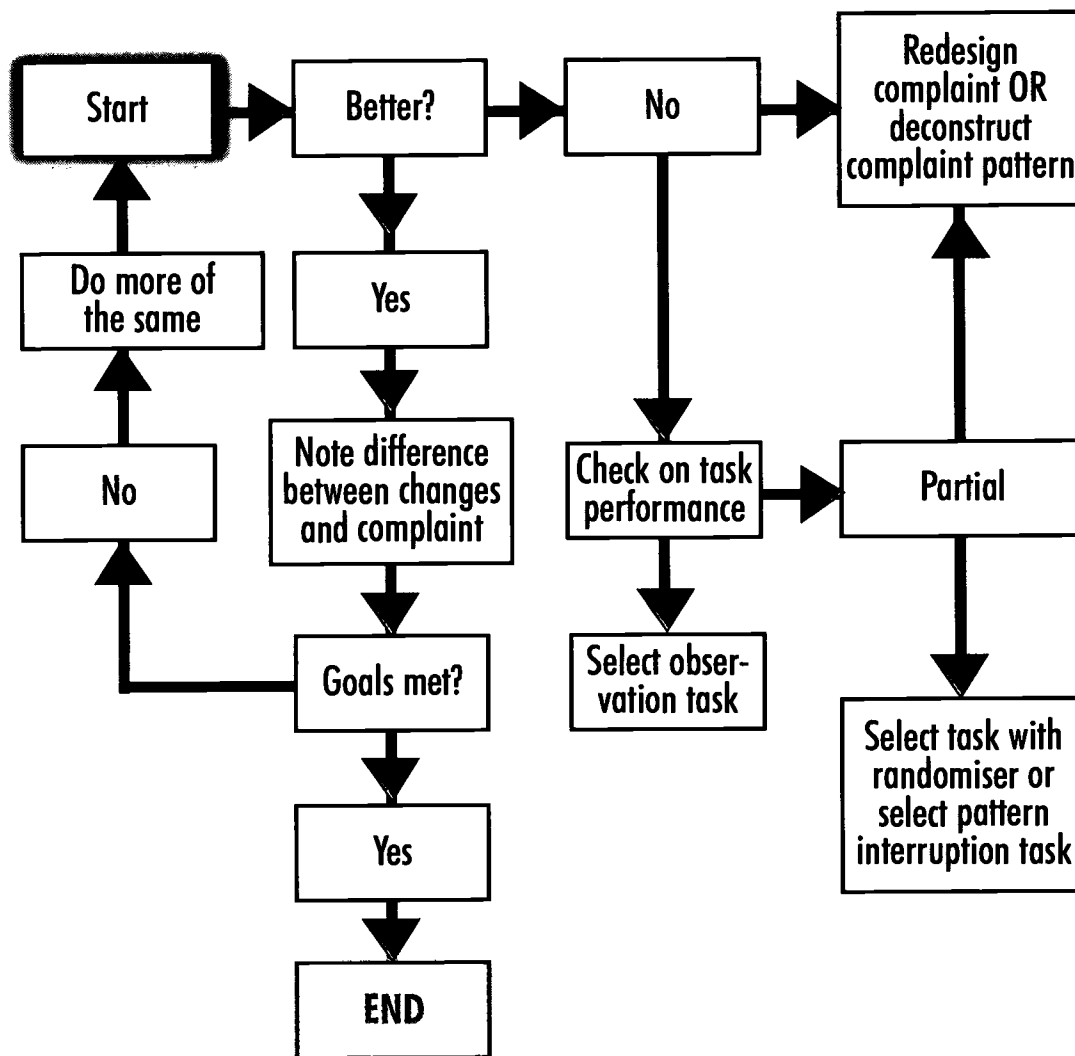 Start
Better?
No
Redesign
complaint OR
deconstruct
complaint pattern
Do more of
the same
Yes
No
Note difference
between changes
and complaint
Check on task
performance
Partial
Goals met?
Select obser-
vation task
Select task with
randomiser or
select pattern
interruption task
Yes
END